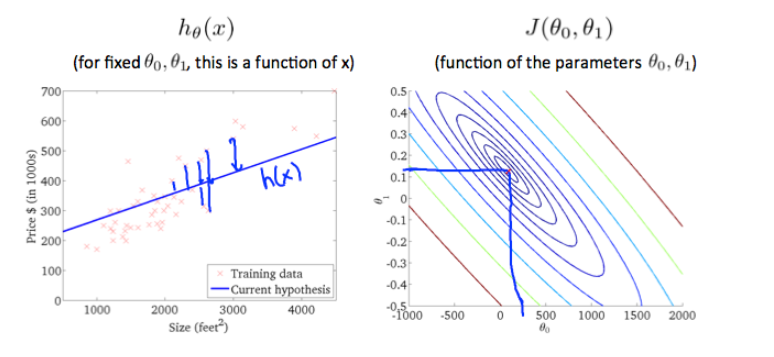 hθ(x)
(for fixed θ₀, θ₁, this is a function of x)
700
600
500
400
300
200
100
0
1000
2000
3000
4000
Price $ (in 1000s)
Size (feet²)
h(x)
Training data
Current hypothesis
J(θ₀, θ₁)
(function of the parameters θ₀, θ₁)
0.5
0.4
0.3
0.2
0.1
0
-0.1
-0.2
-0.3
-0.4
-0.5
-1000
-500
0
500
1000
1500
2000
θ₁
θ₀